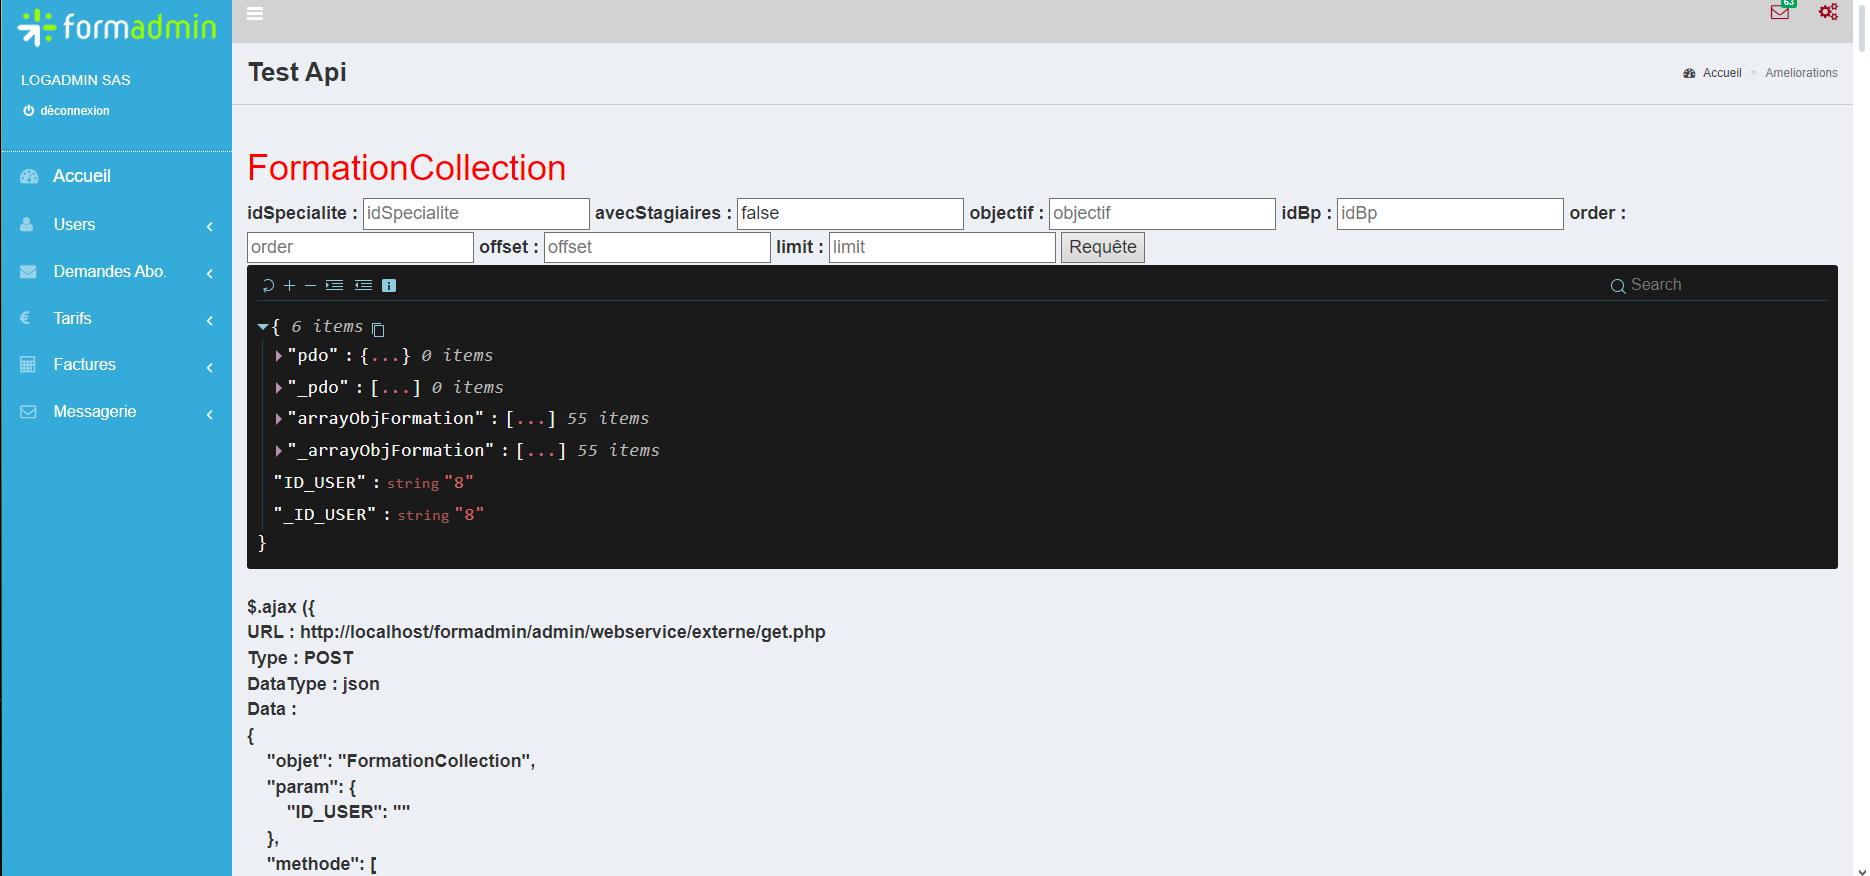 formadmin
63
LOGADMIN SAS
déconnexion
Test Api
Accueil > Ameliorations
Accueil
Users
Demandes Abo.
Tarifs
Factures
Messagerie
FormationCollection
idSpecialite : idSpecialite avecStagiaires : false objectif : objectif idBp : idBp order :
order offset : offset limit : limit Requête
Search
{ 6 items
"pdo" : {...} 0 items
"_pdo" : [...] 0 items
"arrayObjFormation" : [...] 55 items
"_arrayObjFormation" : [...] 55 items
"ID_USER" : string "8"
"_ID_USER" : string "8"
}
$.ajax ({
URL : http://localhost/formadmin/admin/webservice/externe/get.php
Type : POST
DataType : json
Data :
{
"objet": "FormationCollection",
"param": {
"ID_USER": ""
},
"methode": [